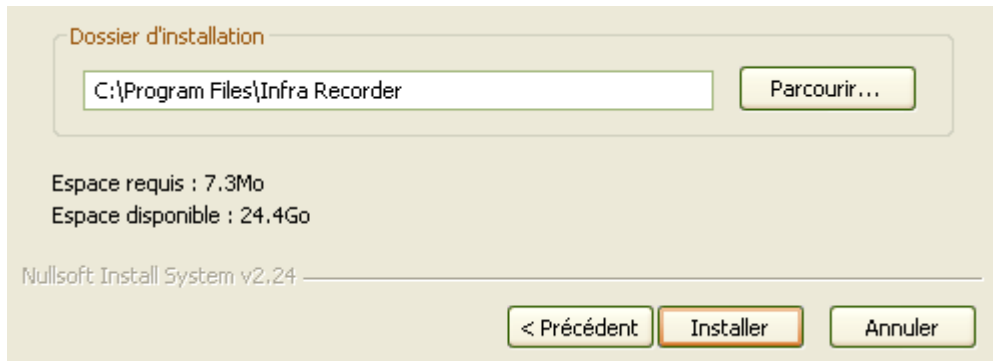 Dossier d'installation
C:\Program Files\Infra Recorder
Parcourir...
Espace requis : 7.3Mo
Espace disponible : 24.4Go
Nullsoft Install System v2.24
< Précédent
Installer
Annuler